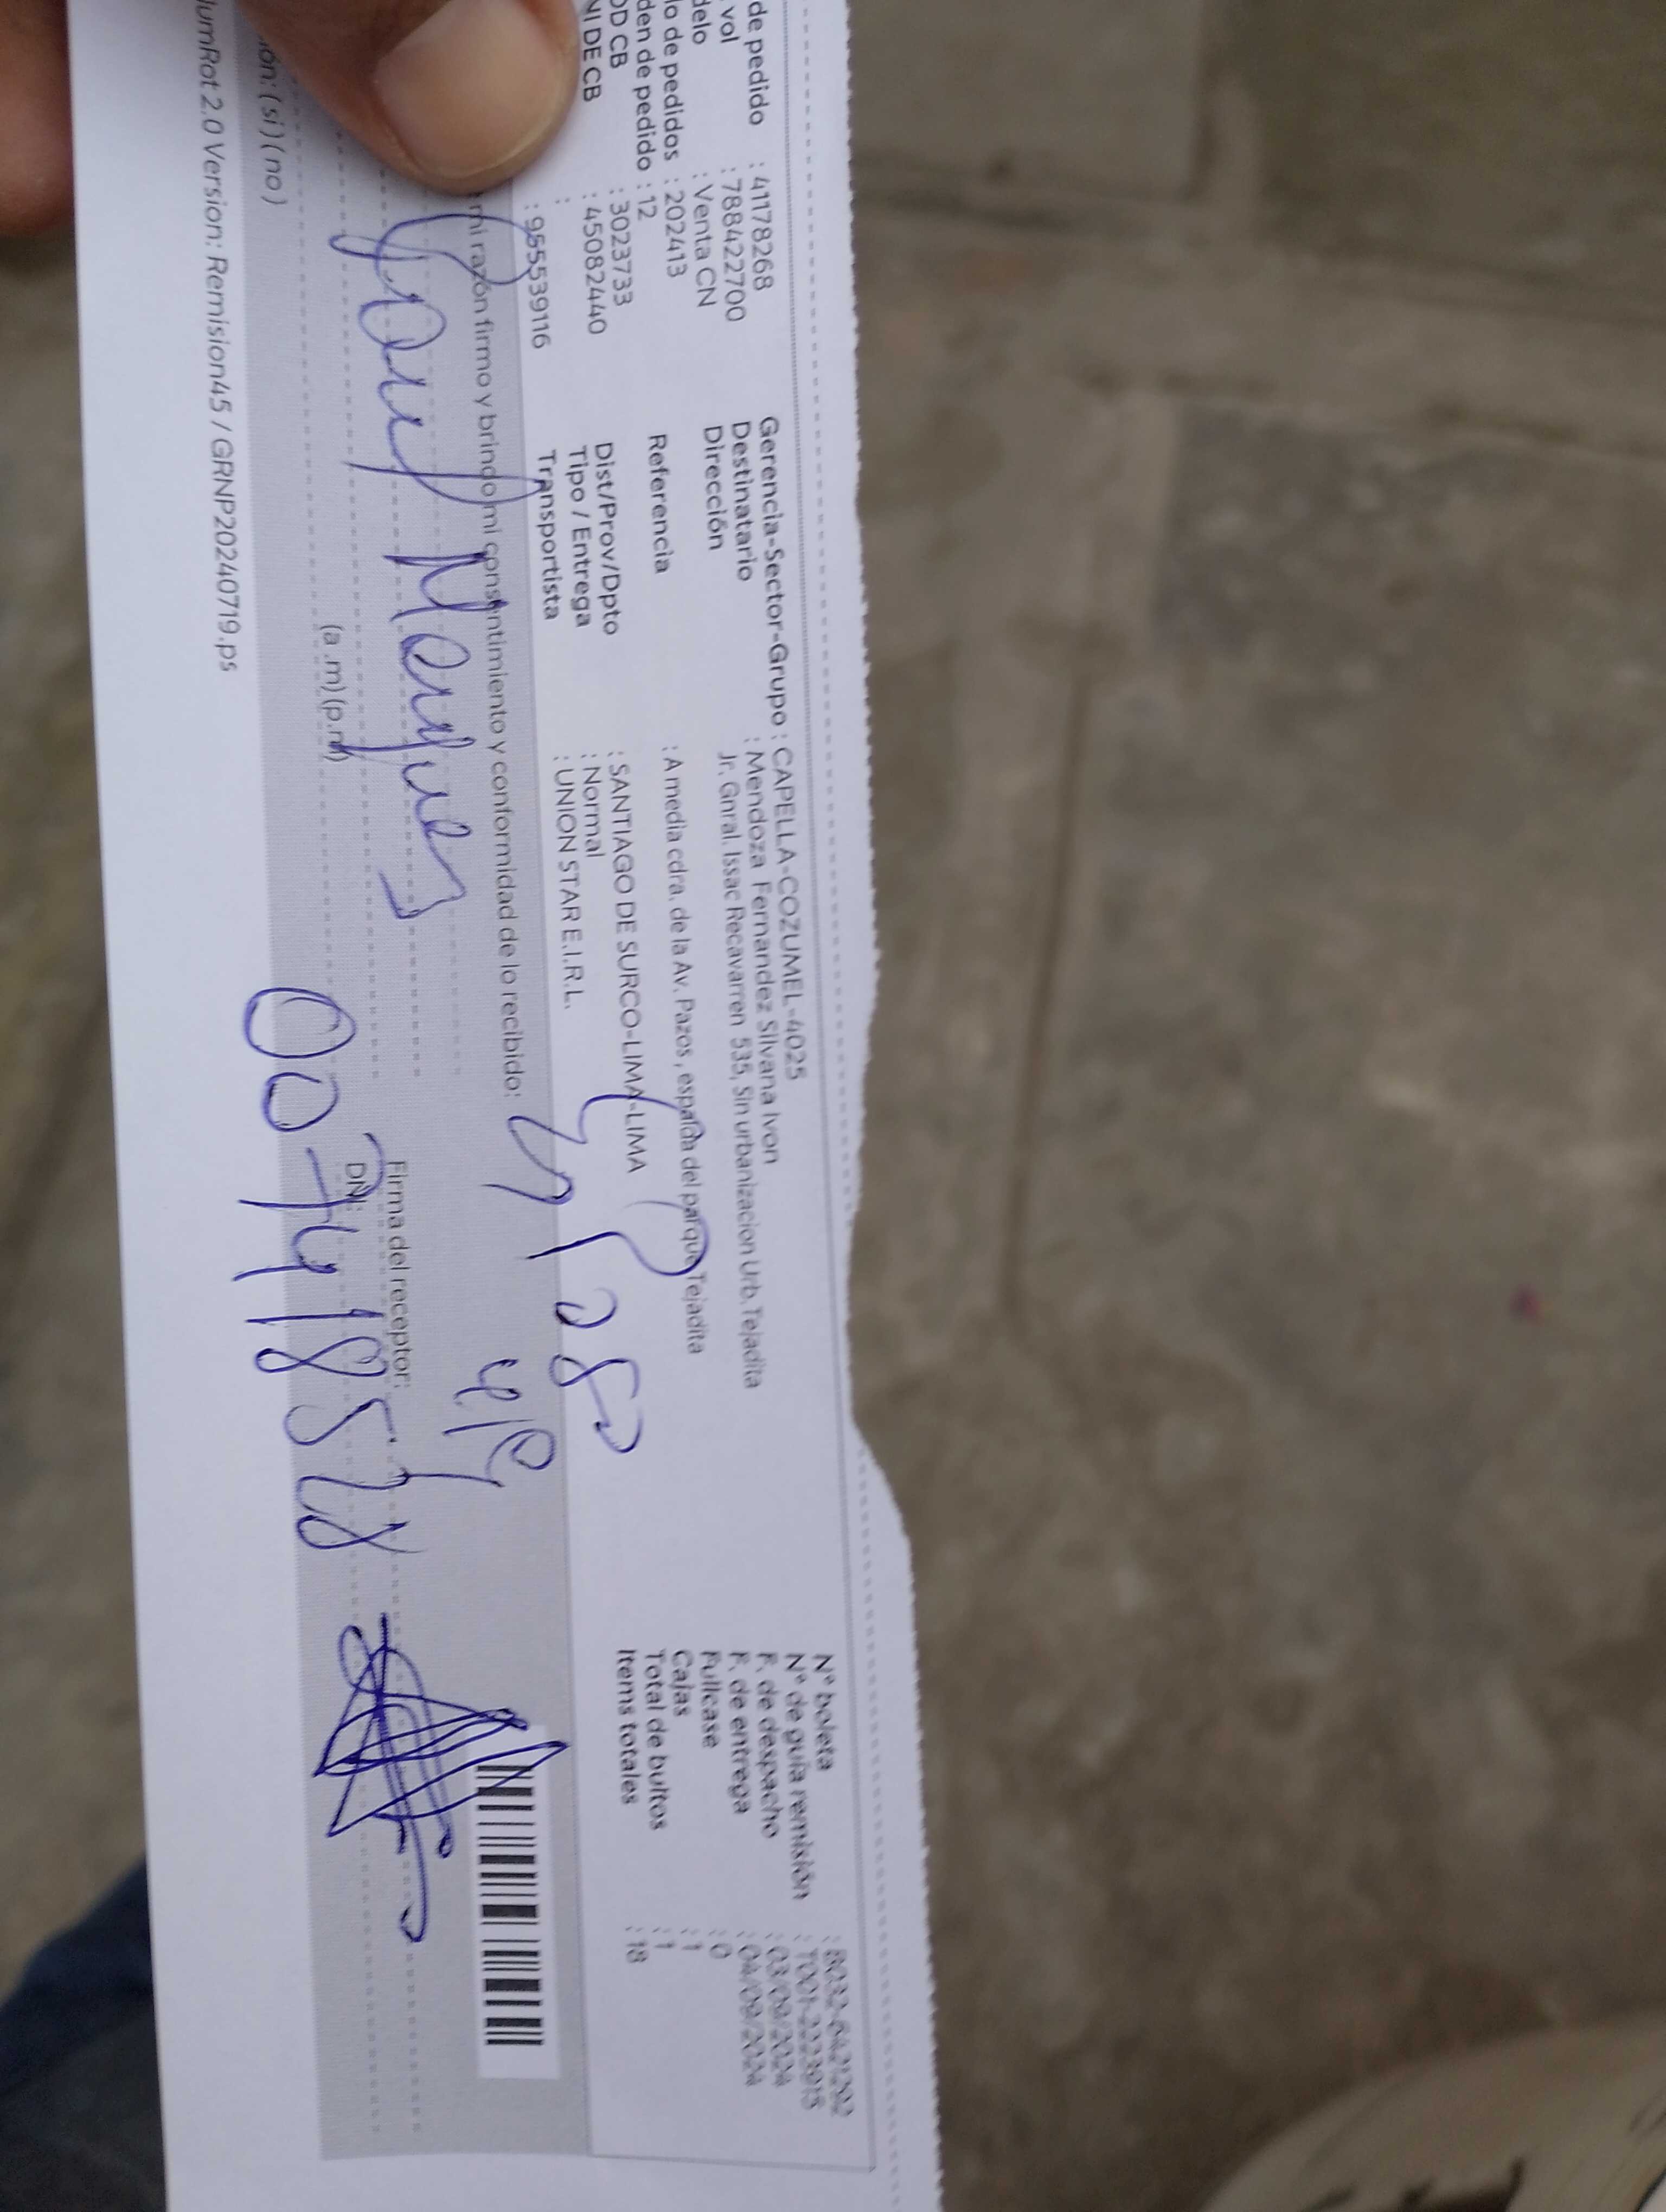 de pedido : 41178268
vol : 788422700
delo : Venta CN
lo de pedidos : 202413
den de pedido : 12
OD CB : 3023733
NI DE CB : 45082440
:
: 955539116
Gerencia-Sector-Grupo : CAPELLA-COZUMEL-4025
Destinatario : Mendoza Fernandez Silvana Ivon
Dirección Jr. Gnral. Issac Recavarren 535, Sin urbanizacion Urb. Tejadita
Referencia : A media cdra. de la Av. Pazos , espalda del parque Tejadita
Dist/Prov/Dpto : SANTIAGO DE SURCO-LIMA-LIMA
Tipo / Entrega : Normal
Transportista : UNION STAR E.I.R.L.
N° boleta
N° de guía remisión : T001-2223915
F. de despacho : 03/09/2024
F. de entrega : 04/09/2024
Fullcase : 0
Cajas : 1
Total de bultos : 1
Items totales : 18
mi razón firmo y brindo mi consentimiento y conformidad de lo recibido:
Firma del receptor:
DNI:
(a.m)(p.m)
ión: (si) (no)
lumRot 2.0 Version: Remision45 / GRNP20240719.ps